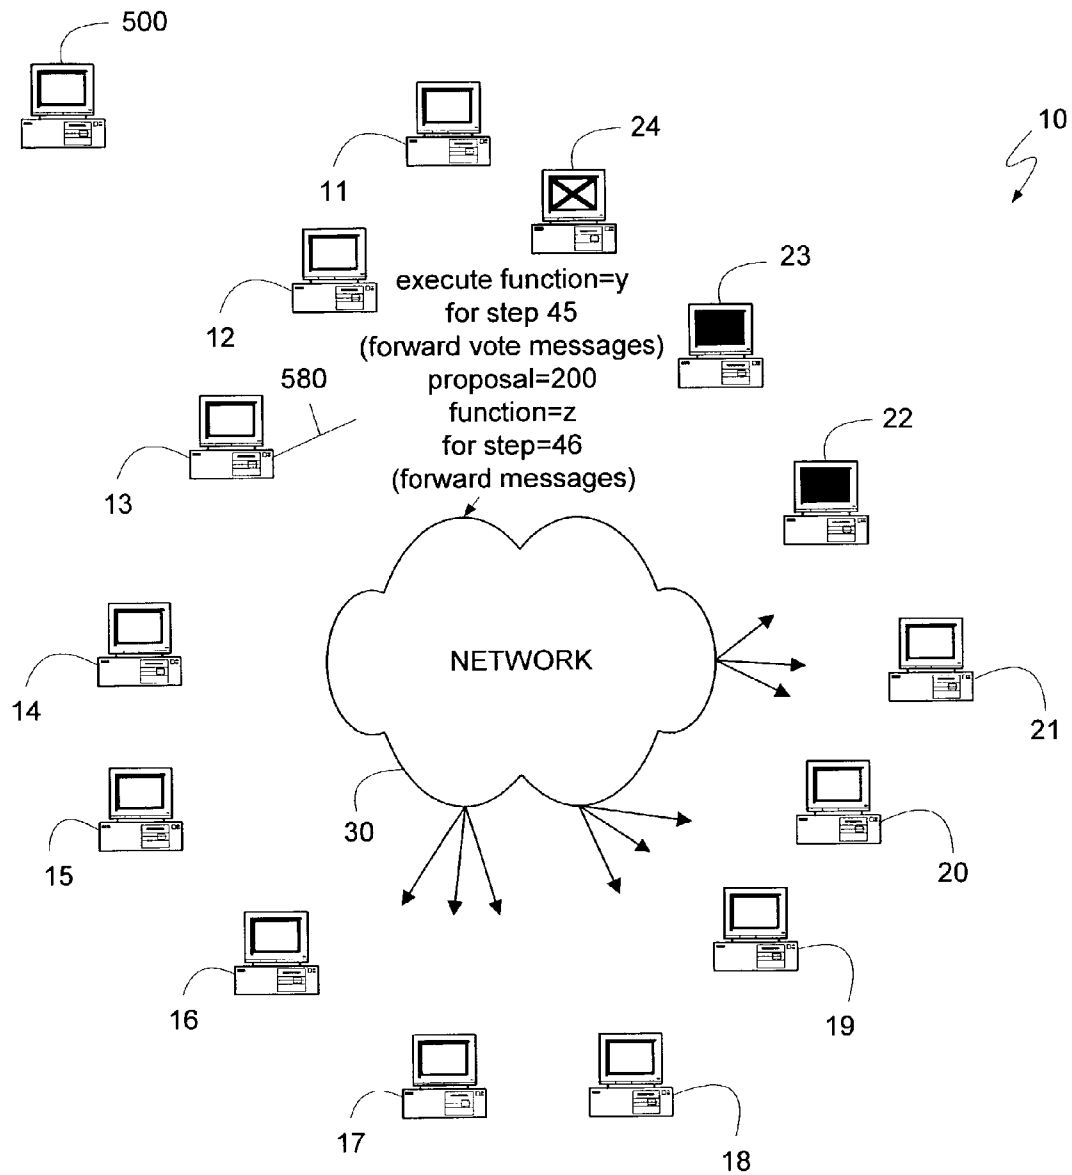 500
11
24
10
12
23
execute function=y
for step 45
(forward vote messages)
proposal=200
function=z
for step=46
(forward messages)
580
13
22
14
NETWORK
21
15
30
20
16
19
17
18